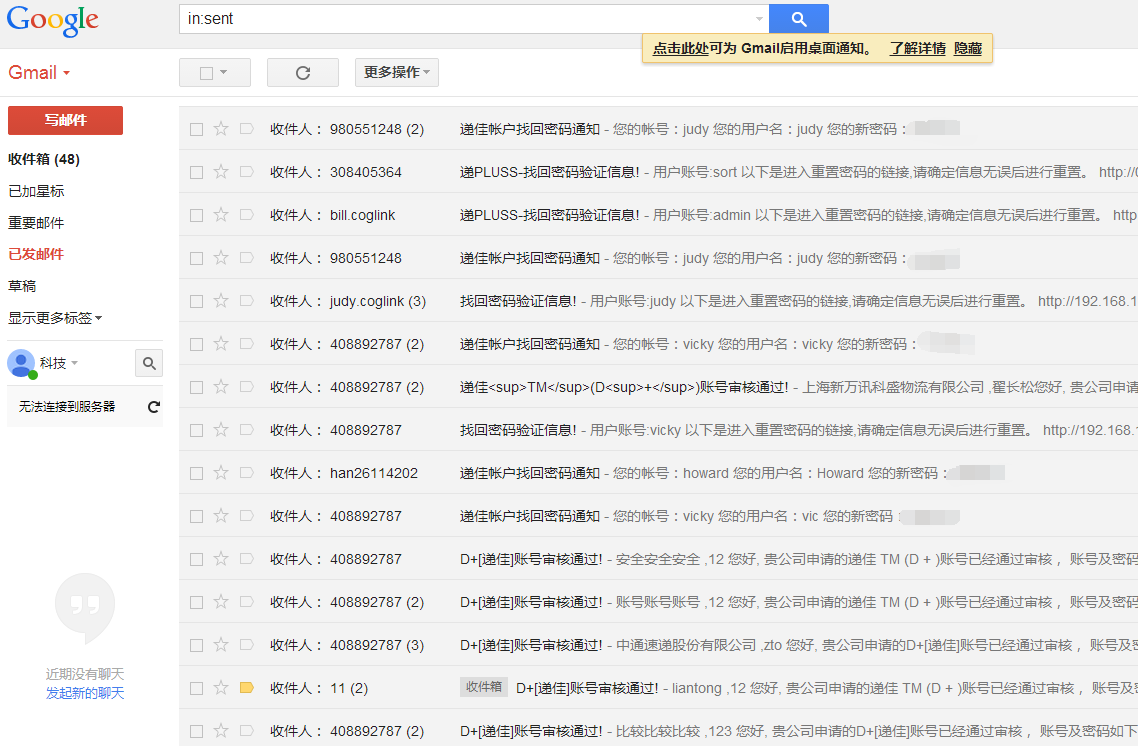 Google
in:sent
点击此处可为 Gmail启用桌面通知。 了解详情 隐藏
Gmail
更多操作
写邮件
收件箱 (48)
已加星标
重要邮件
已发邮件
草稿
显示更多标签
科技
无法连接到服务器
近期没有聊天
发起新的聊天
收件人： 980551248 (2) 递佳帐户找回密码通知 - 您的帐号：judy 您的用户名：judy 您的新密码：
收件人： 308405364 递PLUSS-找回密码验证信息! - 用户账号:sort 以下是进入重置密码的链接,请确定信息无误后进行重置。 http://
收件人： bill.coglink 递PLUSS-找回密码验证信息! - 用户账号:admin 以下是进入重置密码的链接,请确定信息无误后进行重置。 http
收件人： 980551248 递佳帐户找回密码通知 - 您的帐号：judy 您的用户名：judy 您的新密码：
收件人： judy.coglink (3) 找回密码验证信息! - 用户账号:judy 以下是进入重置密码的链接,请确定信息无误后进行重置。 http://192.168.1
收件人： 408892787 (2) 递佳帐户找回密码通知 - 您的帐号：vicky 您的用户名：vicky 您的新密码：
收件人： 408892787 (2) 递佳<sup>TM</sup>(D<sup>+</sup>)账号审核通过! - 上海新万讯科盛物流有限公司 ,翟长松您好, 贵公司申请
收件人： 408892787 找回密码验证信息! - 用户账号:vicky 以下是进入重置密码的链接,请确定信息无误后进行重置。 http://192.168.
收件人： han26114202 递佳帐户找回密码通知 - 您的帐号：howard 您的用户名：Howard 您的新密码：
收件人： 408892787 递佳帐户找回密码通知 - 您的帐号：vicky 您的用户名：vic 您的新密码：
收件人： 408892787 D+[递佳]账号审核通过! - 安全安全安全 ,12 您好, 贵公司申请的递佳 TM (D + )账号已经通过审核， 账号及密码
收件人： 408892787 (2) D+[递佳]账号审核通过! - 账号账号账号 ,12 您好, 贵公司申请的递佳 TM (D + )账号已经通过审核， 账号及密码
收件人： 408892787 (3) D+[递佳]账号审核通过! - 中通速递股份有限公司 ,zto 您好, 贵公司申请的D+[递佳]账号已经通过审核， 账号及密
收件人： 11 (2) 收件箱 D+[递佳]账号审核通过! - liantong ,12 您好, 贵公司申请的递佳 TM (D + )账号已经通过审核， 账号及
收件人： 408892787 (2) D+[递佳]账号审核通过! - 比较比较比较 ,123 您好, 贵公司申请的D+[递佳]账号已经通过审核， 账号及密码如下